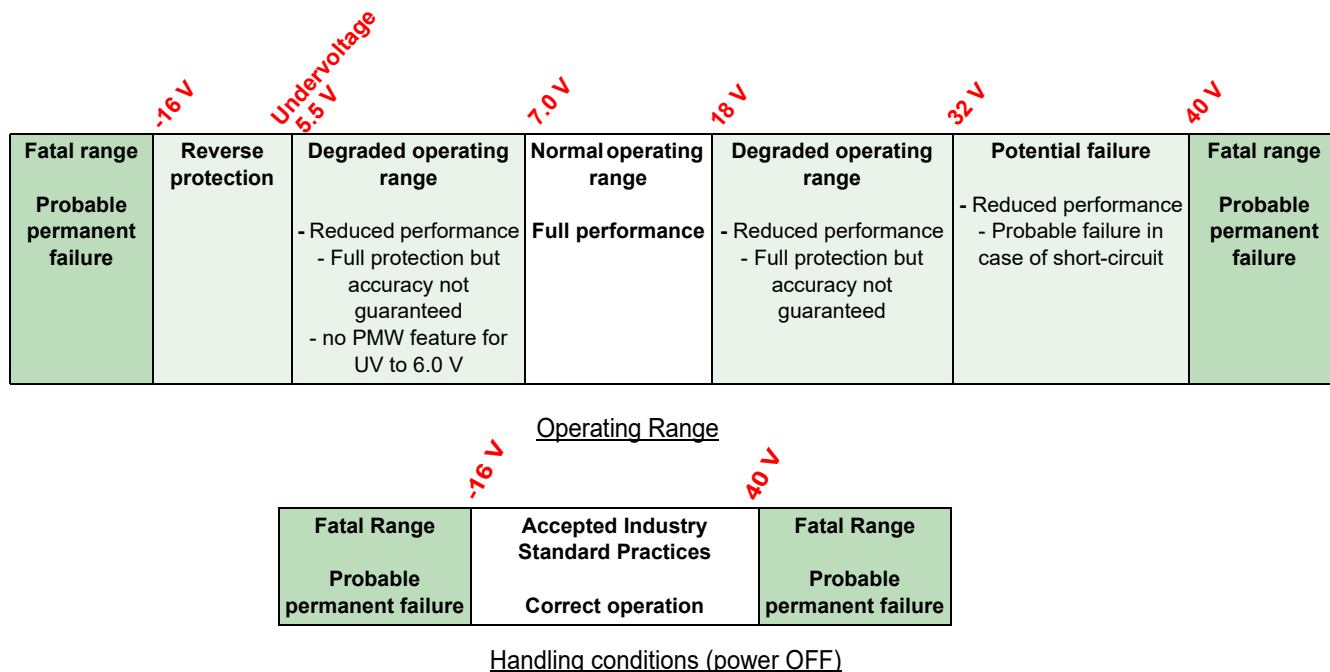 -16 V
Undervoltage
5.5 V
7.0 V
18 V
32 V
40 V
Fatal range
Probable
permanent
failure
Reverse
protection
Degraded operating
range
- Reduced performance
- Full protection but
accuracy not
guaranteed
- no PMW feature for
UV to 6.0 V
Normal operating
range
Full performance
Degraded operating
range
- Reduced performance
- Full protection but
accuracy not
guaranteed
Potential failure
- Reduced performance
- Probable failure in
case of short-circuit
Fatal range
Probable
permanent
failure
Operating Range
-16 V
40 V
Fatal Range
Probable
permanent failure
Accepted Industry
Standard Practices
Correct operation
Fatal Range
Probable
permanent failure
Handling conditions (power OFF)